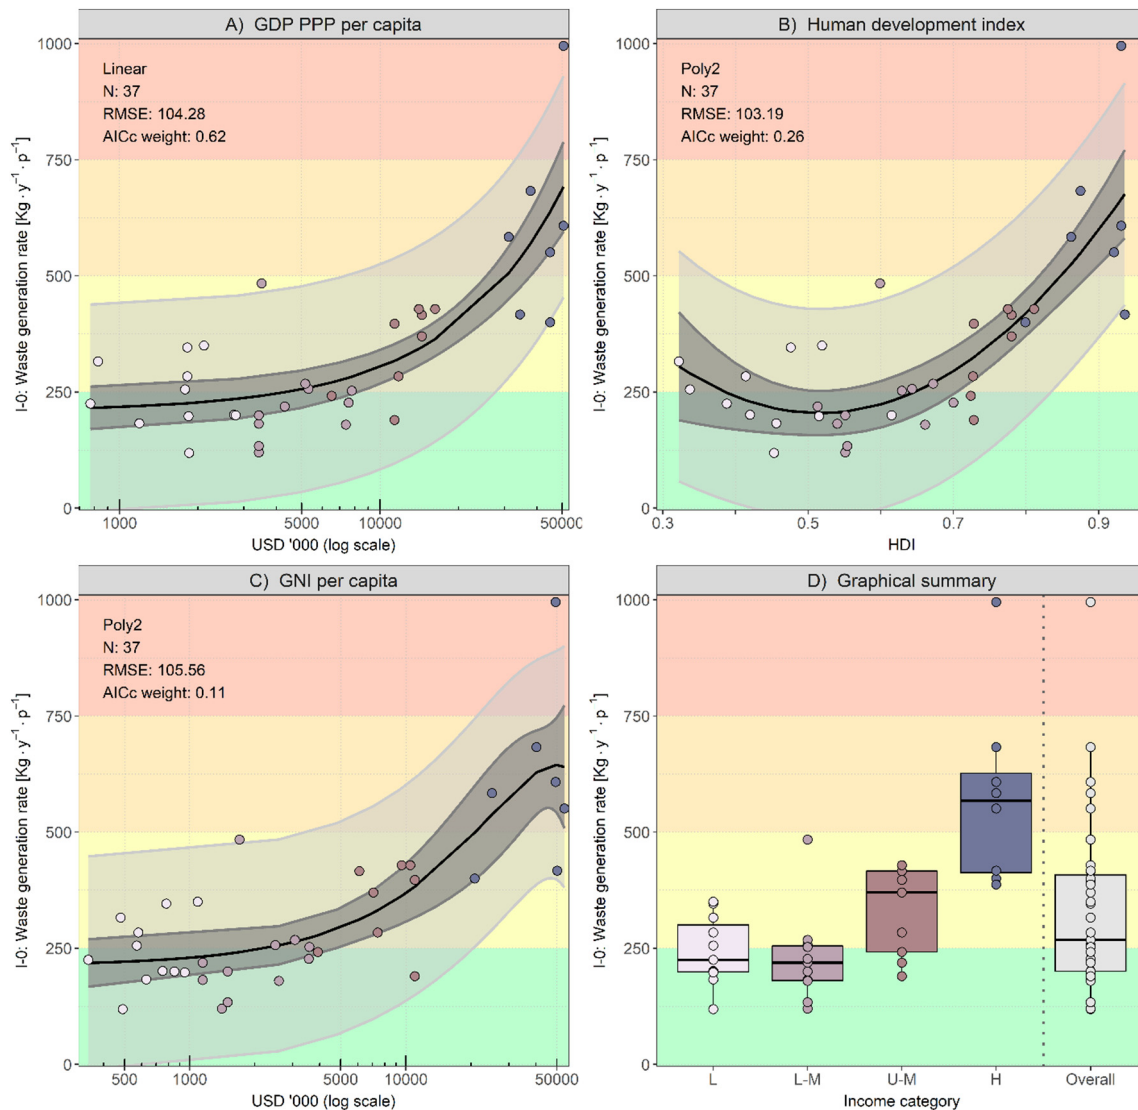 A) GDP PPP per capita
I-0: Waste generation rate [Kg · y⁻¹ · p⁻¹]
1000
750
500
250
0
Linear
N: 37
RMSE: 104.28
AICc weight: 0.62
1000 5000 10000 50000
USD '000 (log scale)
B) Human development index
I-0: Waste generation rate [Kg · y⁻¹ · p⁻¹]
1000
750
500
250
0
Poly2
N: 37
RMSE: 103.19
AICc weight: 0.26
0.3 0.5 0.7 0.9
HDI
C) GNI per capita
I-0: Waste generation rate [Kg · y⁻¹ · p⁻¹]
1000
750
500
250
0
Poly2
N: 37
RMSE: 105.56
AICc weight: 0.11
500 1000 5000 10000 50000
USD '000 (log scale)
D) Graphical summary
I-0: Waste generation rate [Kg · y⁻¹ · p⁻¹]
1000
750
500
250
0
L L-M U-M H Overall
Income category